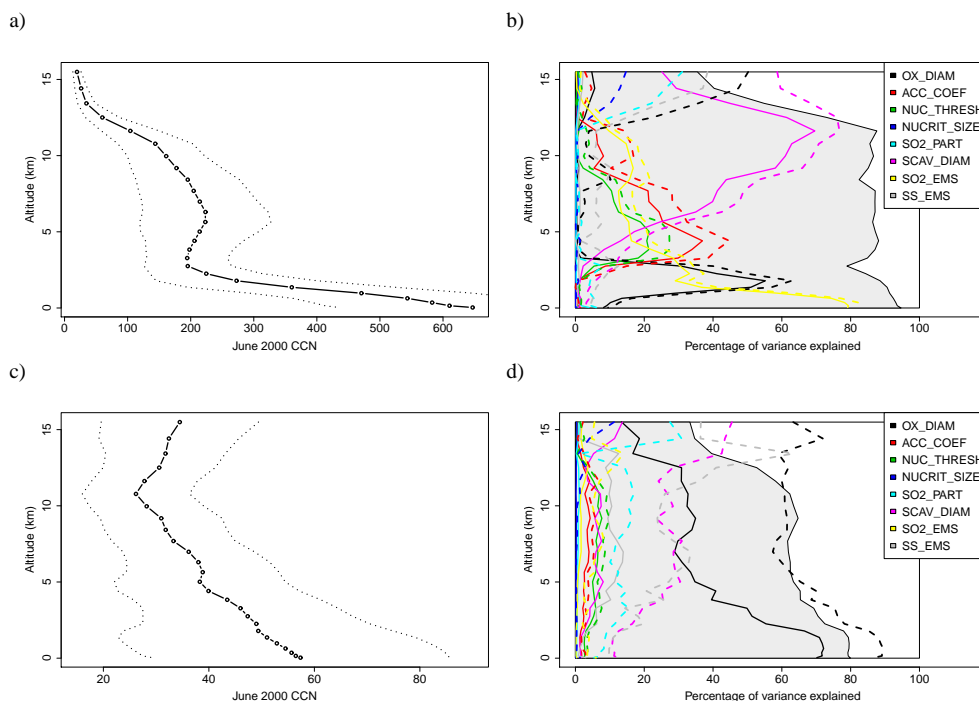 a)
15
10
5
0
Altitude (km)
0 100 200 300 400 500 600
June 2000 CCN
b)
15
10
5
0
Altitude (km)
0 20 40 60 80 100
Percentage of variance explained
OX_DIAM
ACC_COEF
NUC_THRESH
NUCRIT_SIZE
SO2_PART
SCAV_DIAM
SO2_EMS
SS_EMS
c)
15
10
5
0
Altitude (km)
20 40 60 80
June 2000 CCN
d)
15
10
5
0
Altitude (km)
0 20 40 60 80 100
Percentage of variance explained
OX_DIAM
ACC_COEF
NUC_THRESH
NUCRIT_SIZE
SO2_PART
SCAV_DIAM
SO2_EMS
SS_EMS